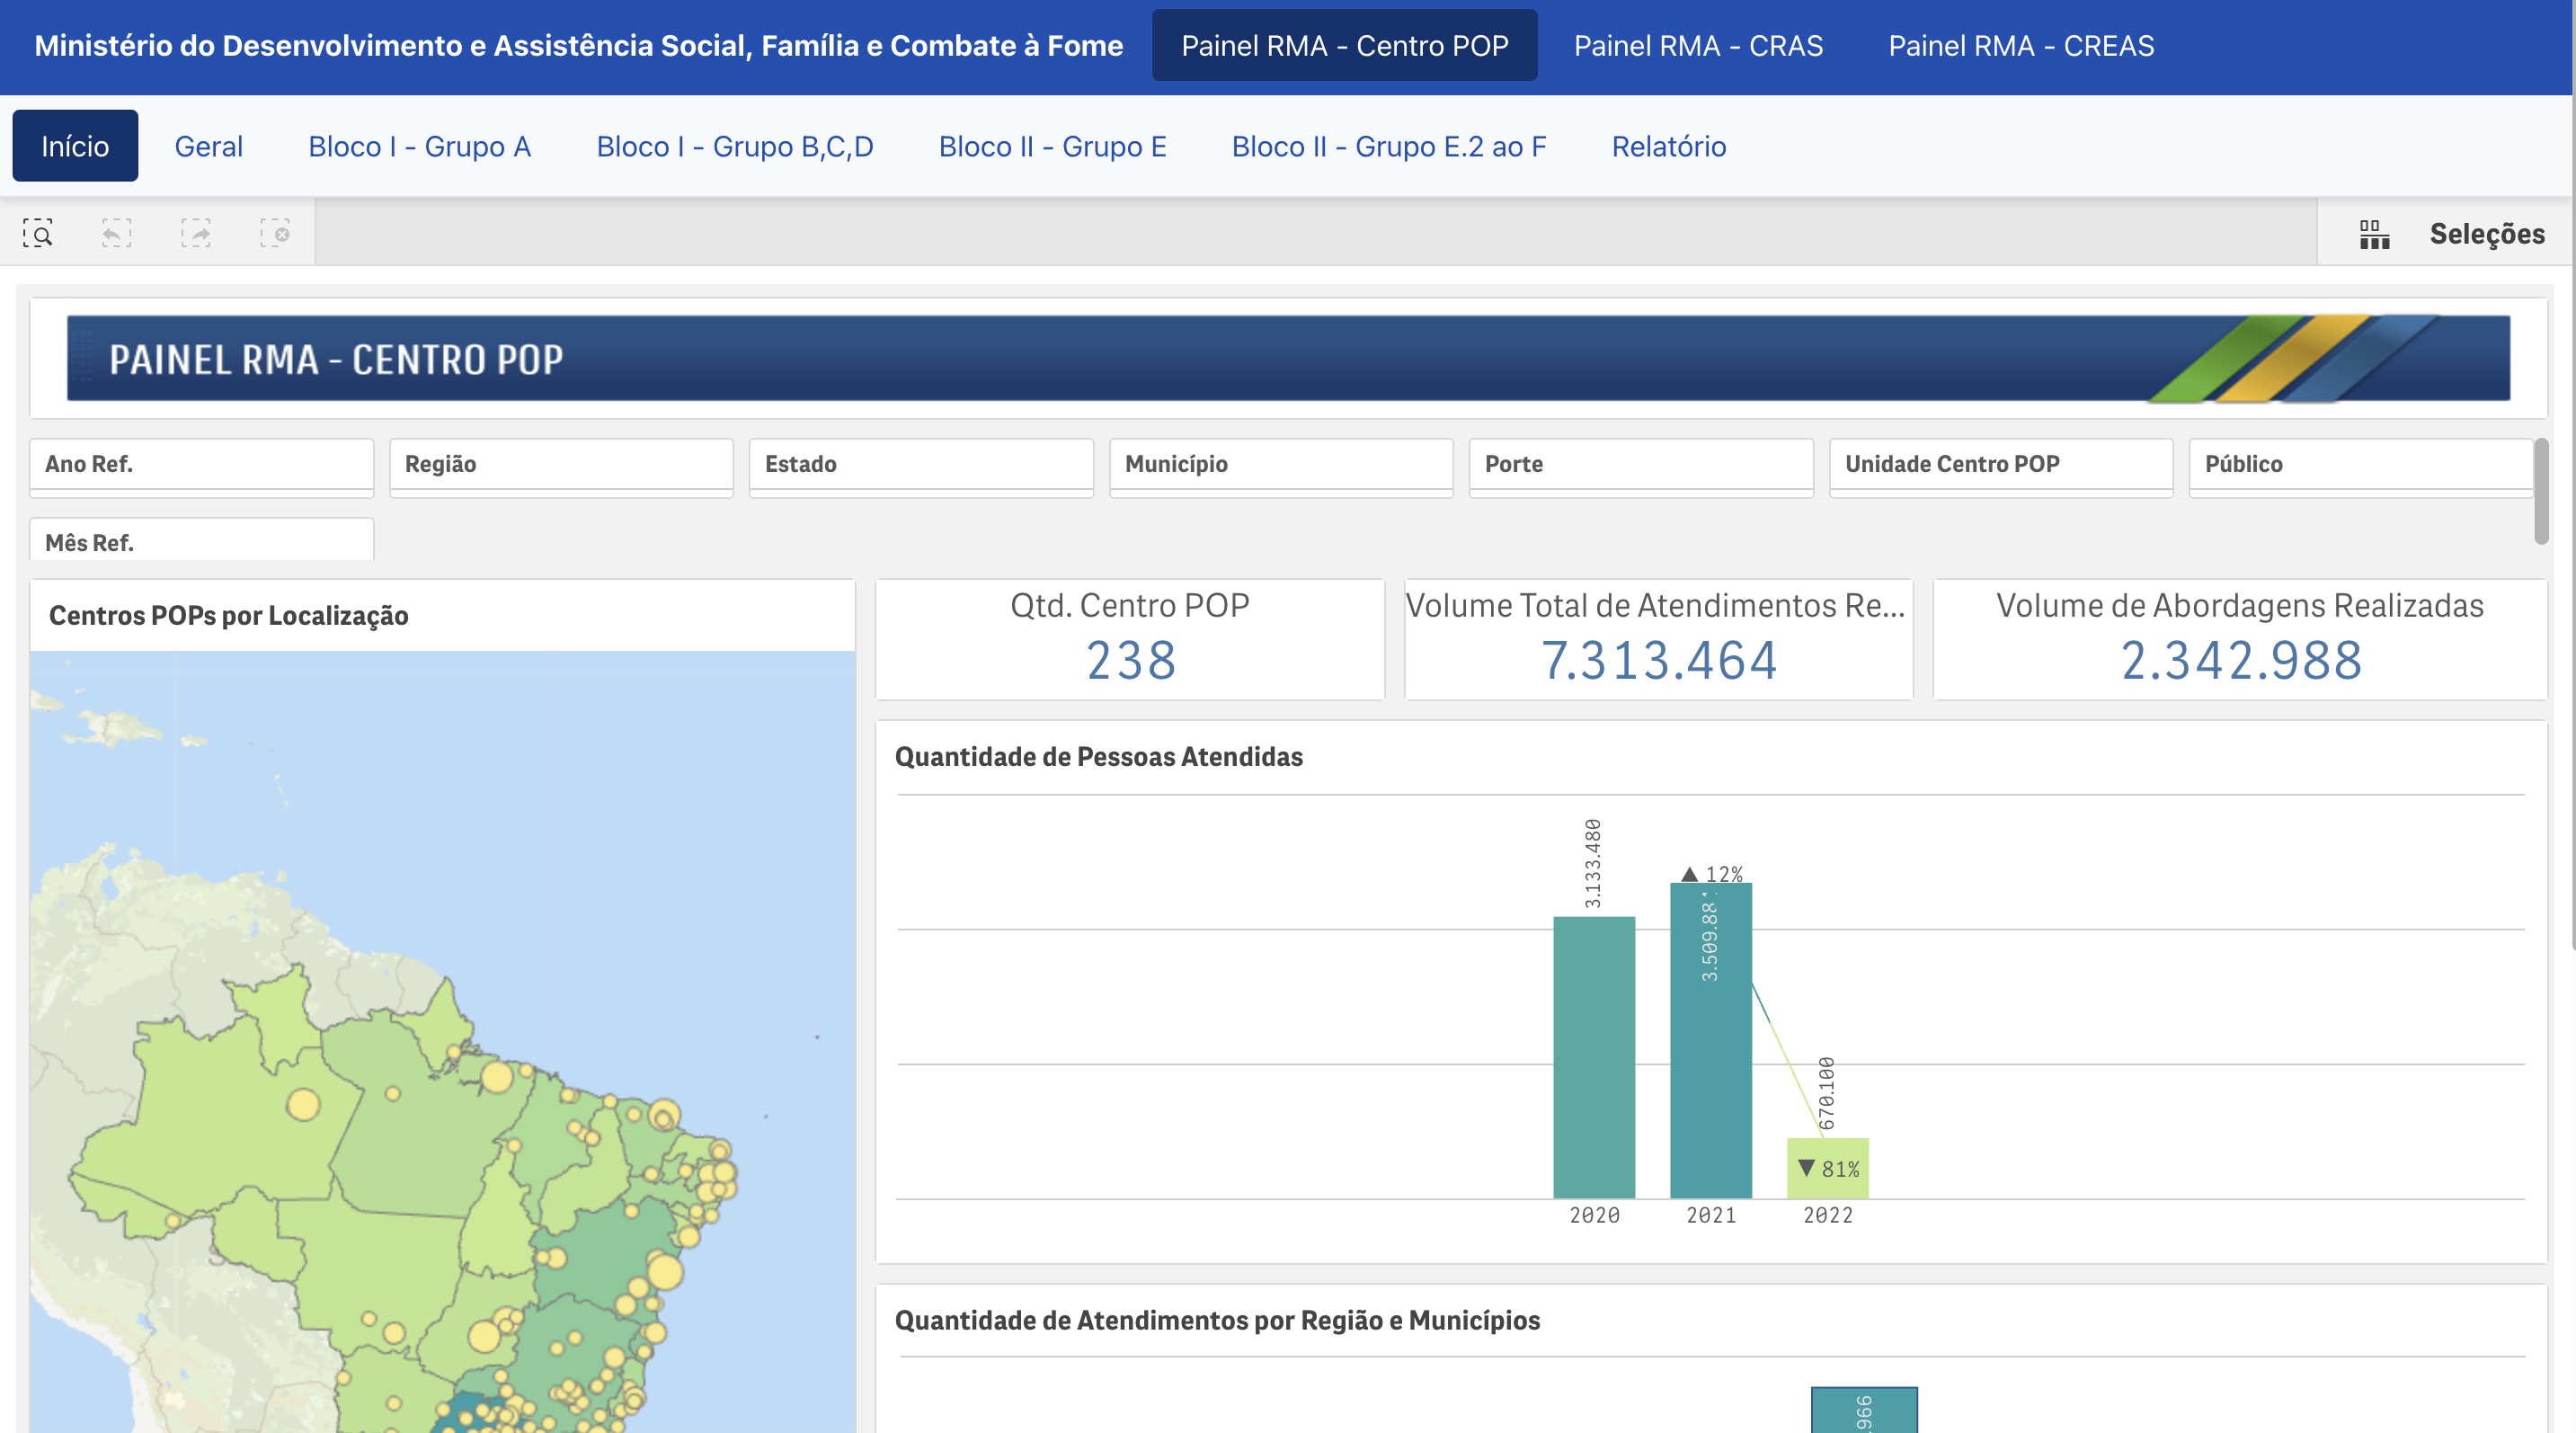 Ministério do Desenvolvimento e Assistência Social, Família e Combate à Fome
Painel RMA - Centro POP
Painel RMA - CRAS
Painel RMA - CREAS
Início
Geral
Bloco I - Grupo A
Bloco I - Grupo B,C,D
Bloco II - Grupo E
Bloco II - Grupo E.2 ao F
Relatório
Seleções
PAINEL RMA - CENTRO POP
Ano Ref.
Região
Estado
Município
Porte
Unidade Centro POP
Público
Mês Ref.
Centros POPs por Localização
Qtd. Centro POP
238
Volume Total de Atendimentos Re...
7.313.464
Volume de Abordagens Realizadas
2.342.988
Quantidade de Pessoas Atendidas
3.133.480
▲ 12%
670.100
▼ 81%
2020
2021
2022
Quantidade de Atendimentos por Região e Municípios